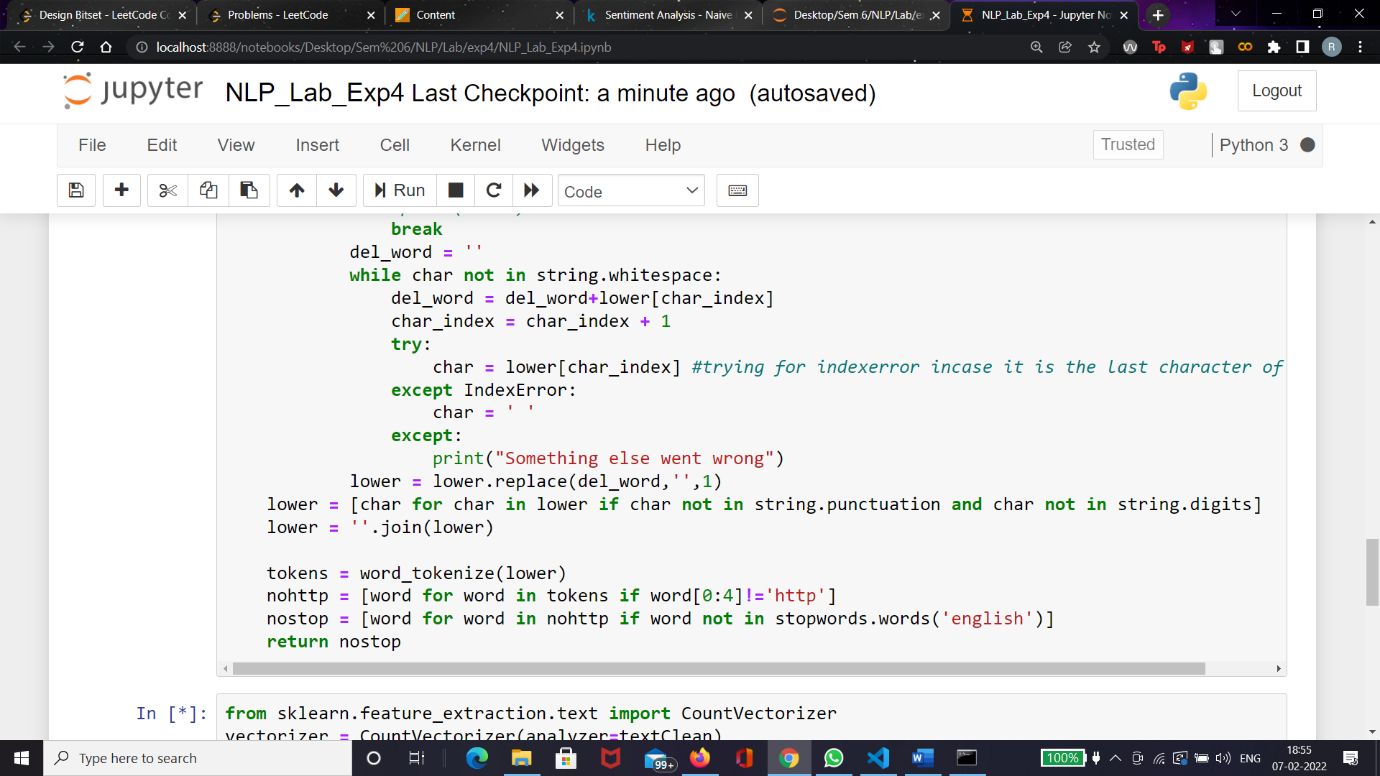 Design Bitset - LeetCode Co
Problems - LeetCode
Content
Sentiment Analysis - Naive
Desktop/Sem 6/NLP/Lab/e
NLP_Lab_Exp4 - Jupyter No
localhost:8888/notebooks/Desktop/Sem%206/NLP/Lab/exp4/NLP_Lab_Exp4.ipynb
Tp
R
jupyter NLP_Lab_Exp4 Last Checkpoint: a minute ago (autosaved)
Logout
File Edit View Insert Cell Kernel Widgets Help
Trusted
Python 3
Run
Code
break
del_word = ''
while char not in string.whitespace:
del_word = del_word+lower[char_index]
char_index = char_index + 1
try:
char = lower[char_index] #trying for indexerror incase it is the last character of
except IndexError:
char = ' '
except:
print("Something else went wrong")
lower = lower.replace(del_word,'',1)
lower = [char for char in lower if char not in string.punctuation and char not in string.digits]
lower = ''.join(lower)
tokens = word_tokenize(lower)
nohttp = [word for word in tokens if word[0:4]!='http']
nostop = [word for word in nohttp if word not in stopwords.words('english')]
return nostop
In [*]: from sklearn.feature_extraction.text import CountVectorizer
vectorizer = CountVectorizer(analyzer=textClean)
Type here to search
99+
100%
ENG
18:55
07-02-2022